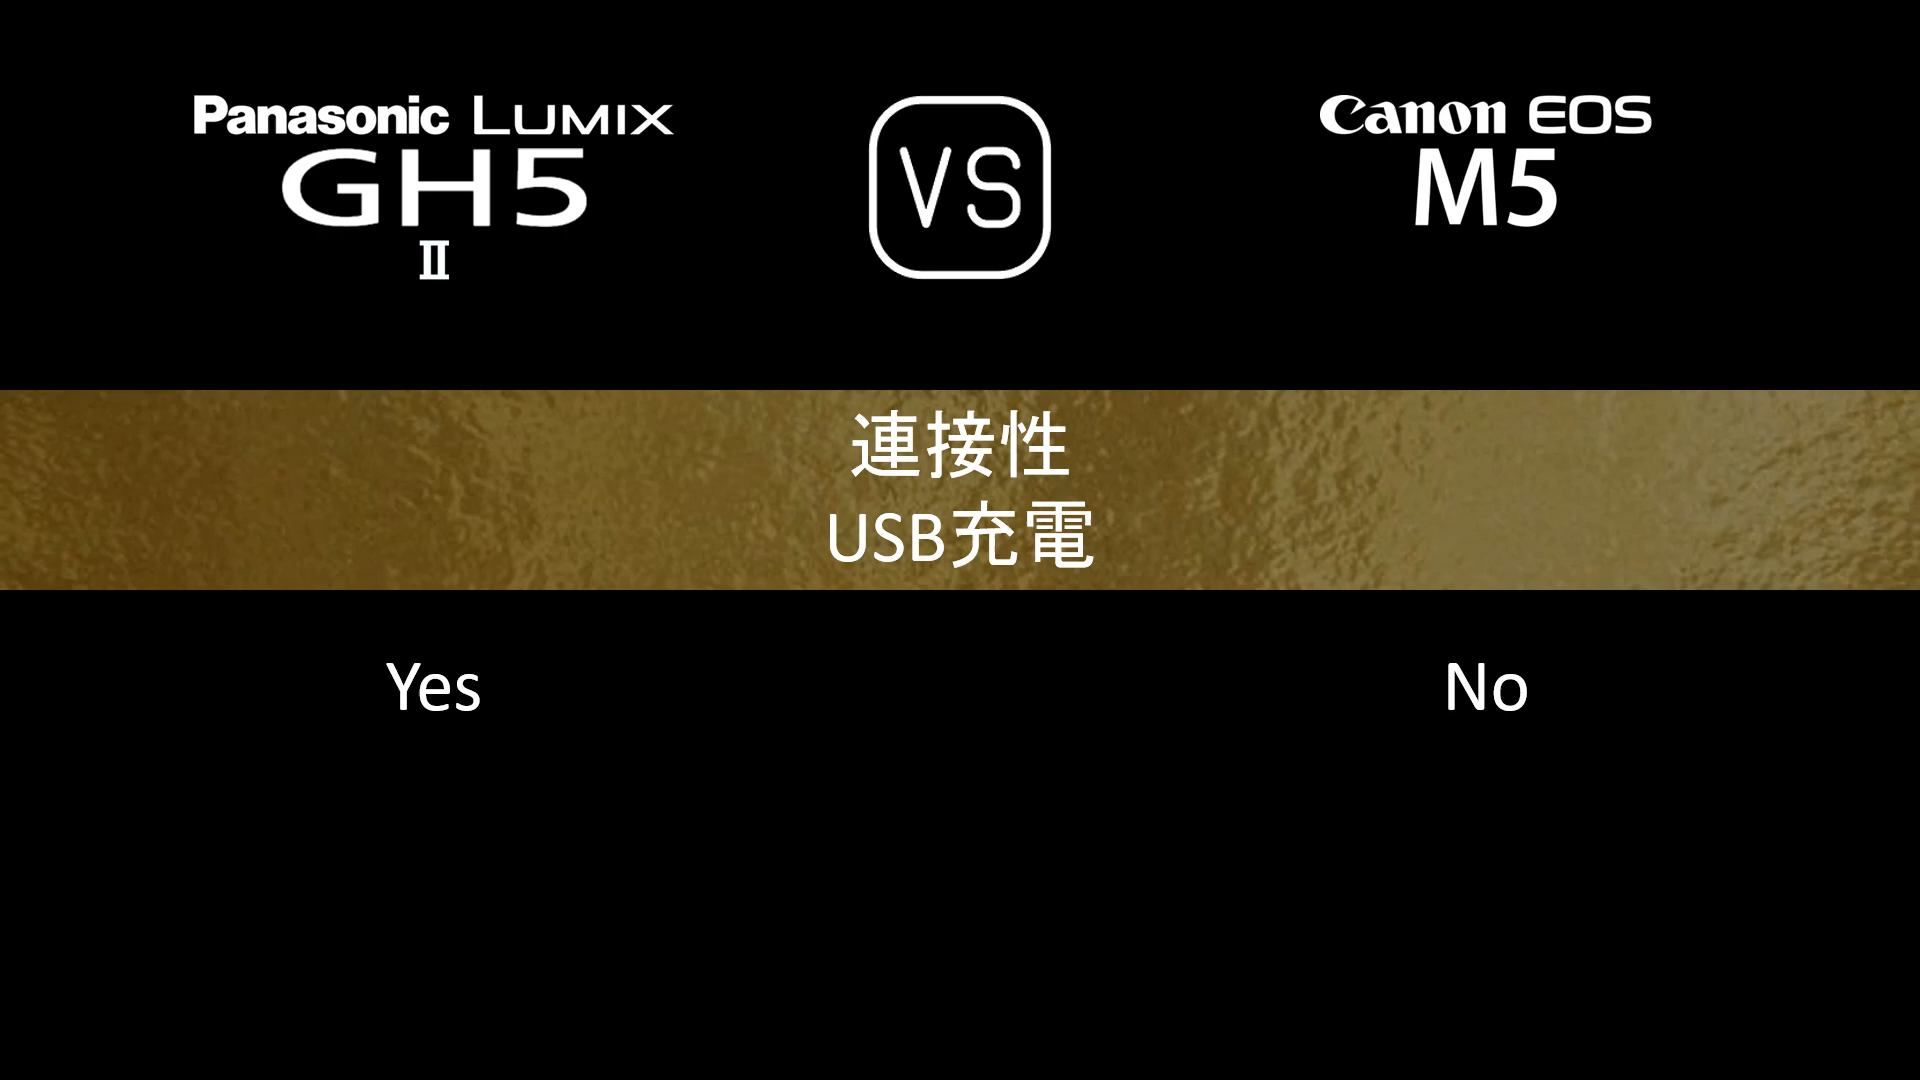 Panasonic LUMIX
GH5
II
VS
Canon EOS
M5
連接性
USB充電
Yes
No